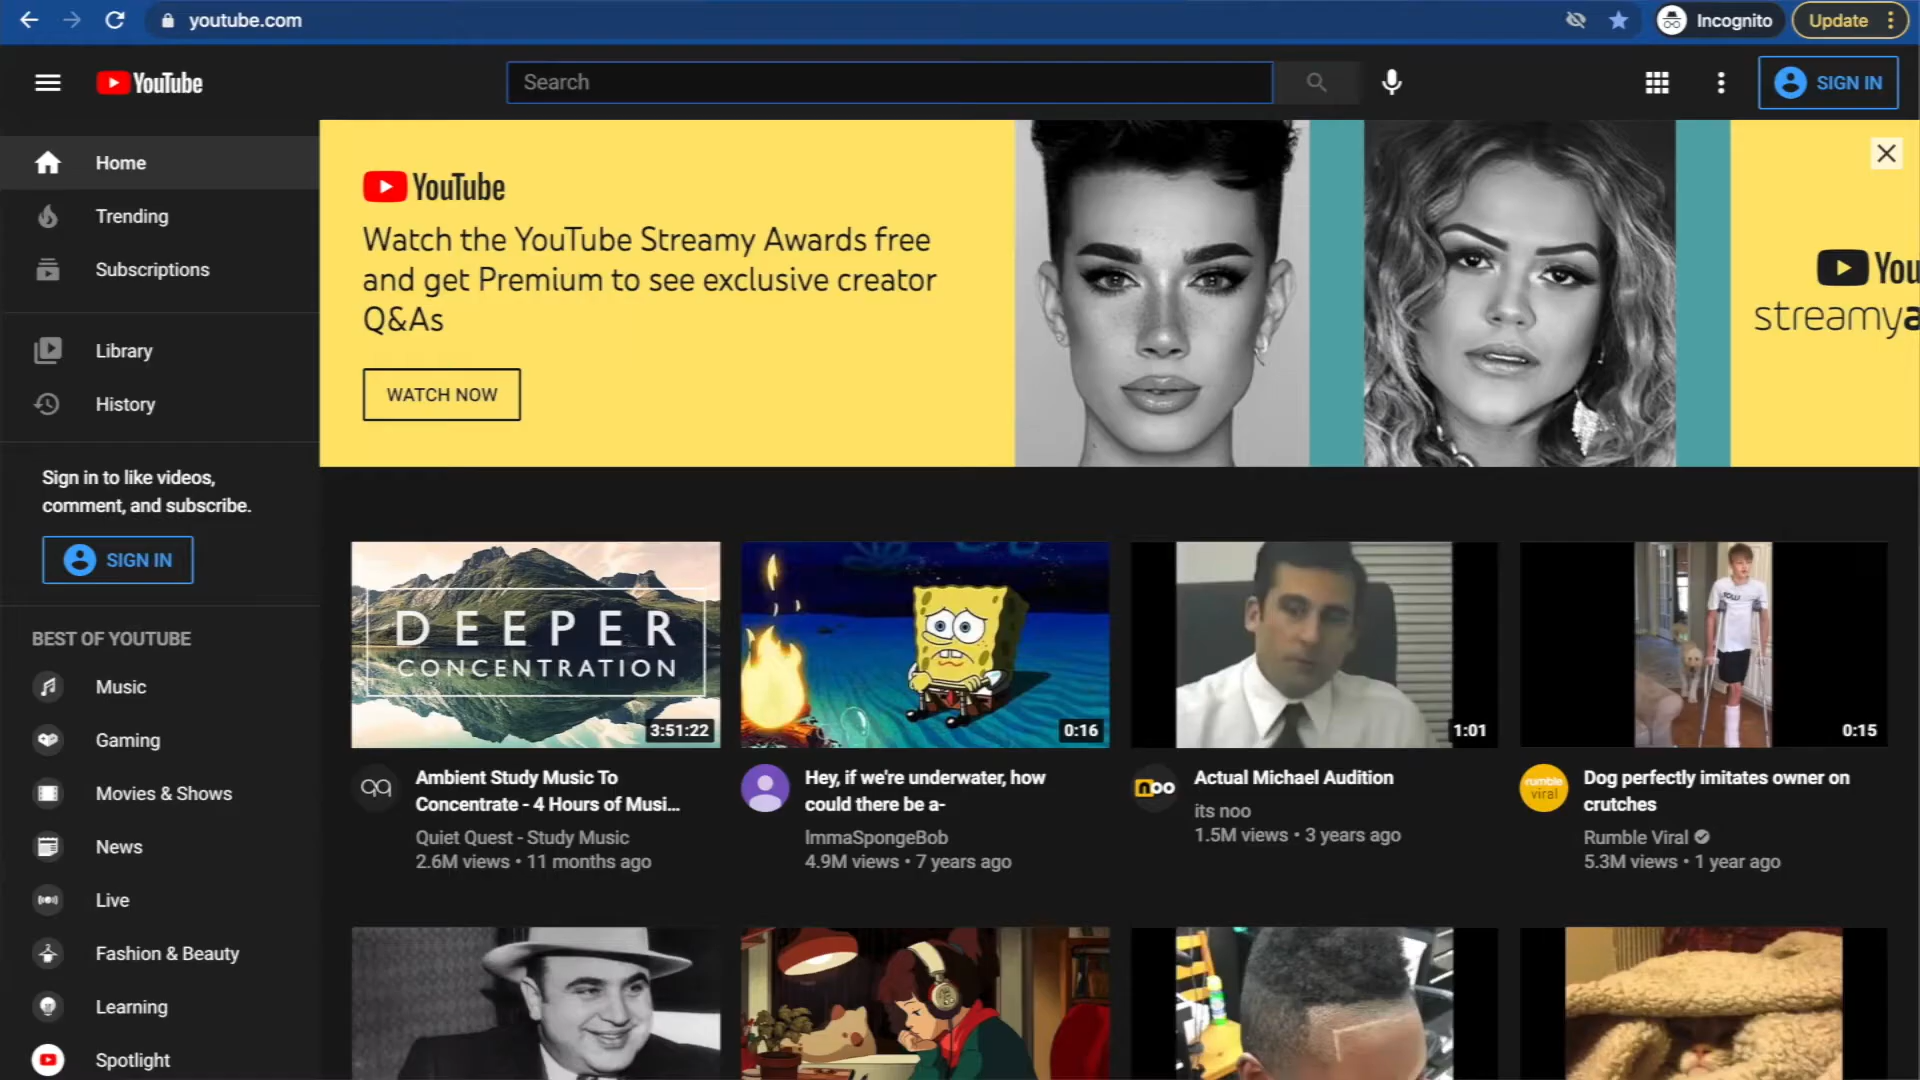 youtube.com
Incognito
Update
YouTube
Search
SIGN IN
Home
Trending
Subscriptions
Library
History
Sign in to like videos,
comment, and subscribe.
SIGN IN
BEST OF YOUTUBE
Music
Gaming
Movies & Shows
News
Live
Fashion & Beauty
Learning
Spotlight
YouTube
Watch the YouTube Streamy Awards free
and get Premium to see exclusive creator
Q&As
WATCH NOW
You
streamya
DEEPER
CONCENTRATION
3:51:22
Ambient Study Music To
Concentrate - 4 Hours of Musi...
Quiet Quest - Study Music
2.6M views • 11 months ago
0:16
Hey, if we're underwater, how
could there be a-
ImmaSpongeBob
4.9M views • 7 years ago
1:01
noo
Actual Michael Audition
its noo
1.5M views • 3 years ago
0:15
rumble
viral
Dog perfectly imitates owner on
crutches
Rumble Viral
5.3M views • 1 year ago